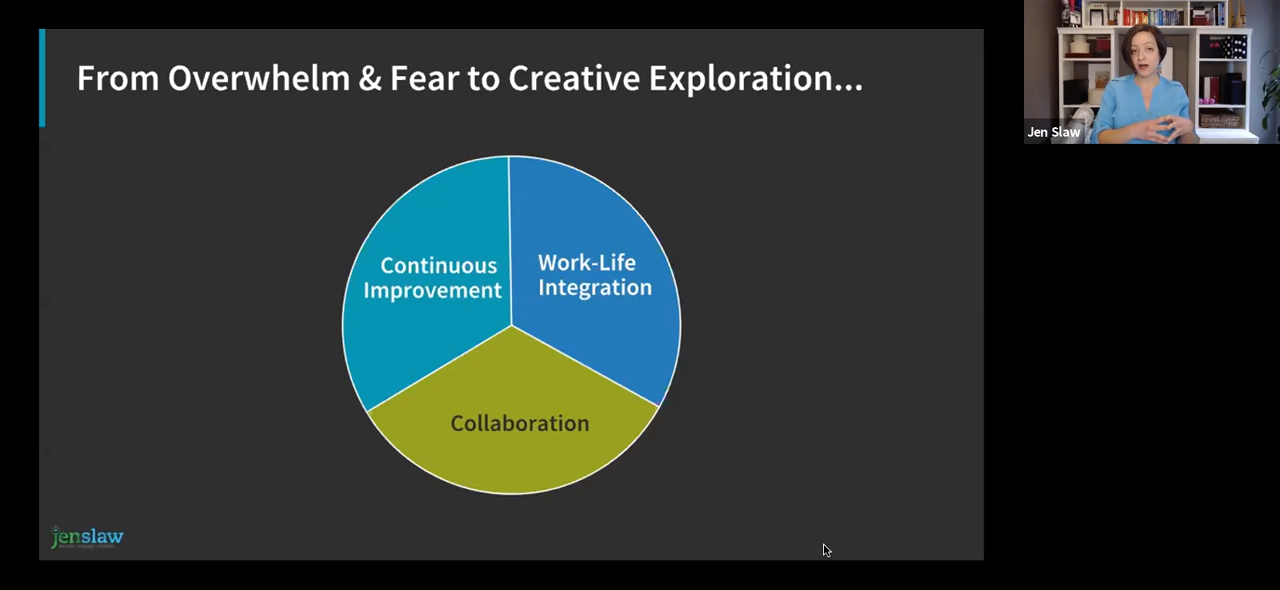 From Overwhelm & Fear to Creative Exploration...
Jen Slaw
Continuous
Improvement
Work-Life
Integration
Collaboration
jenslaw